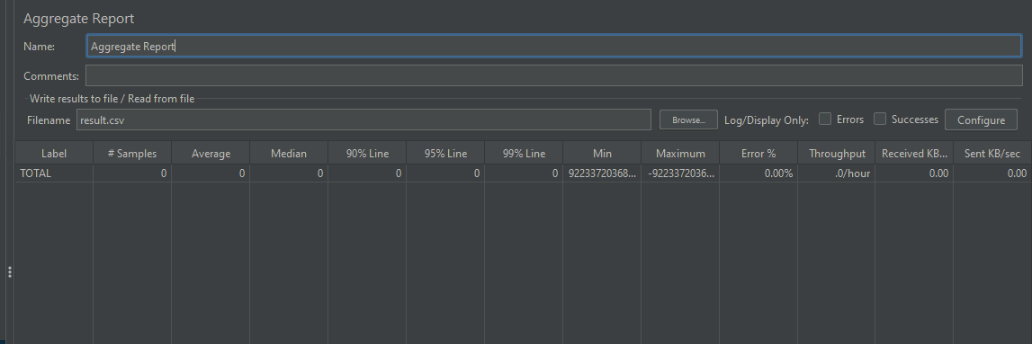 Aggregate Report
Name: Aggregate Report
Comments:
Write results to file / Read from file
Filename result.csv Browse... Log/Display Only: Errors Successes Configure
Label # Samples Average Median 90% Line 95% Line 99% Line Min Maximum Error % Throughput Received KB... Sent KB/sec
TOTAL 0 0 0 0 0 0 92233720368... -9223372036... 0.00% .0/hour 0.00 0.00